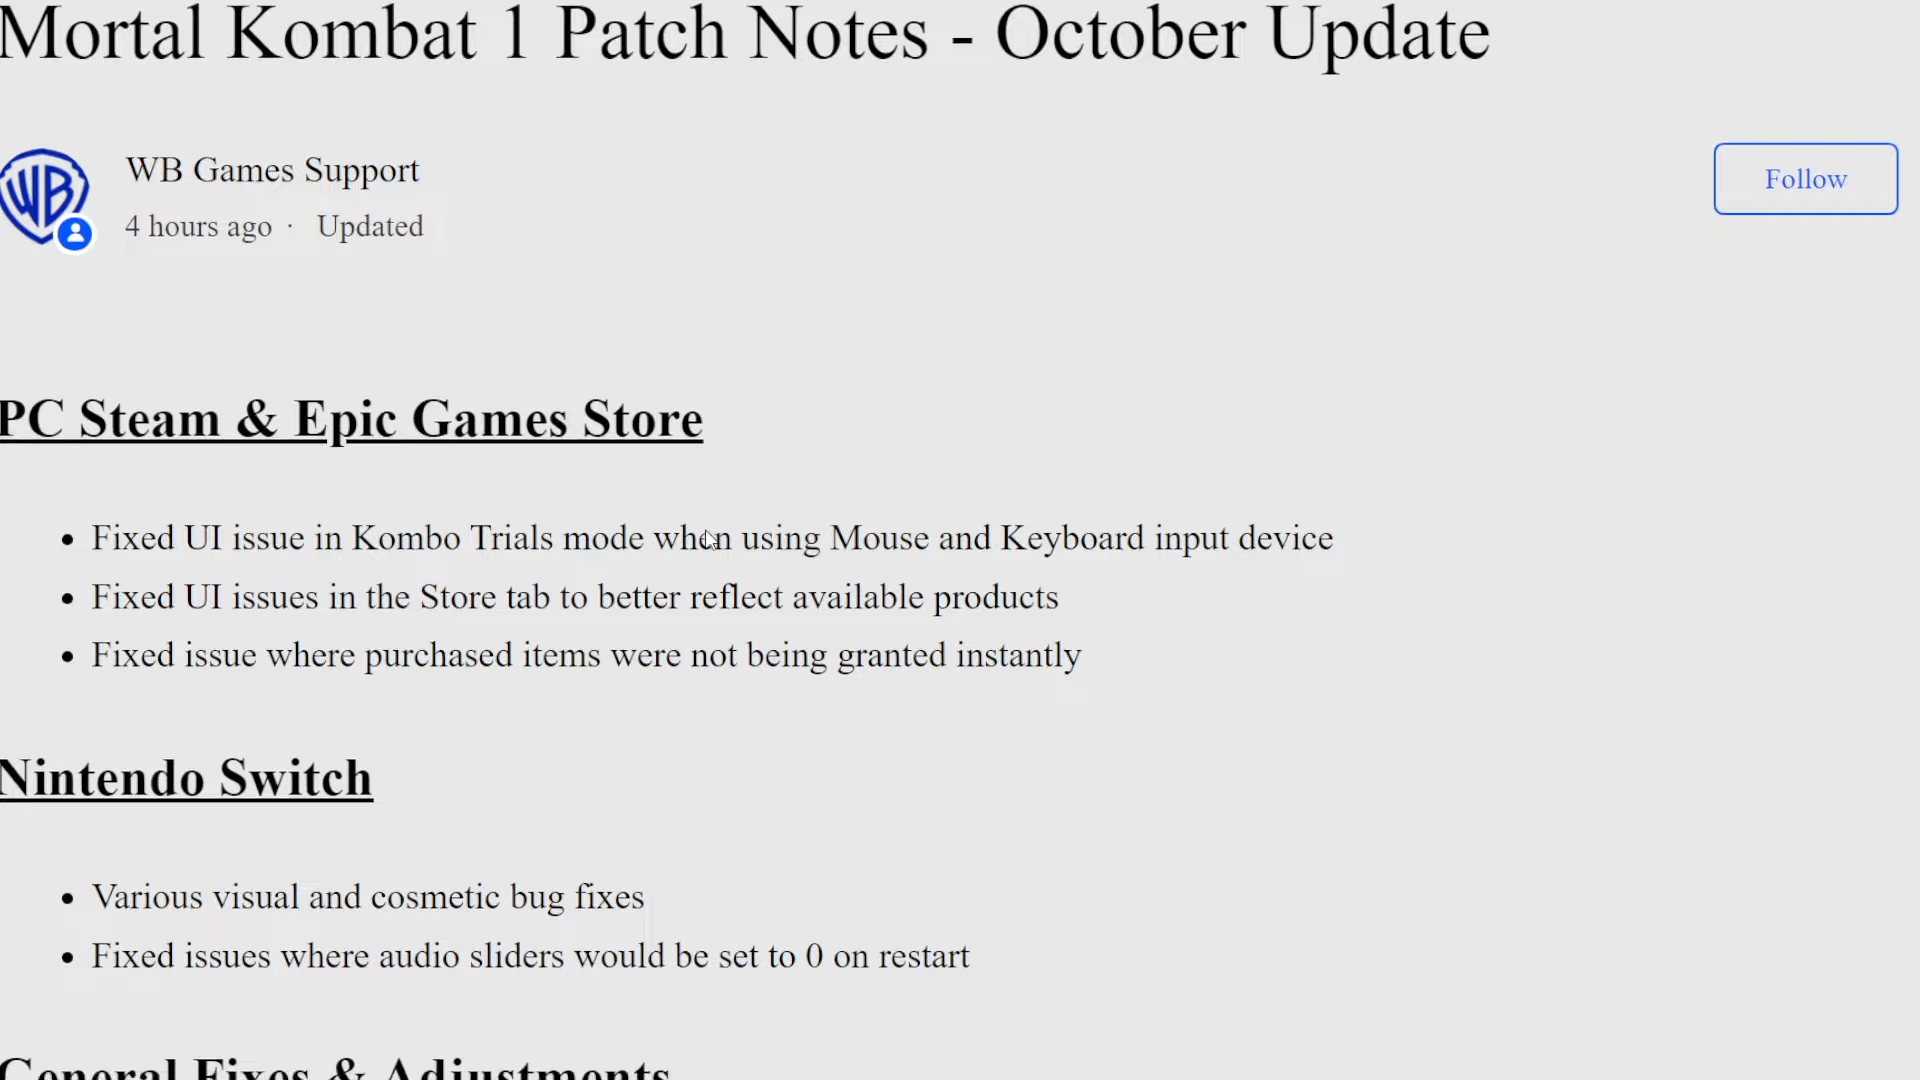 Mortal Kombat 1 Patch Notes - October Update
WB
WB Games Support
4 hours ago · Updated
Follow
PC Steam & Epic Games Store
• Fixed UI issue in Kombo Trials mode when using Mouse and Keyboard input device
• Fixed UI issues in the Store tab to better reflect available products
• Fixed issue where purchased items were not being granted instantly
Nintendo Switch
• Various visual and cosmetic bug fixes
• Fixed issues where audio sliders would be set to 0 on restart
General Fixes & Adjustments